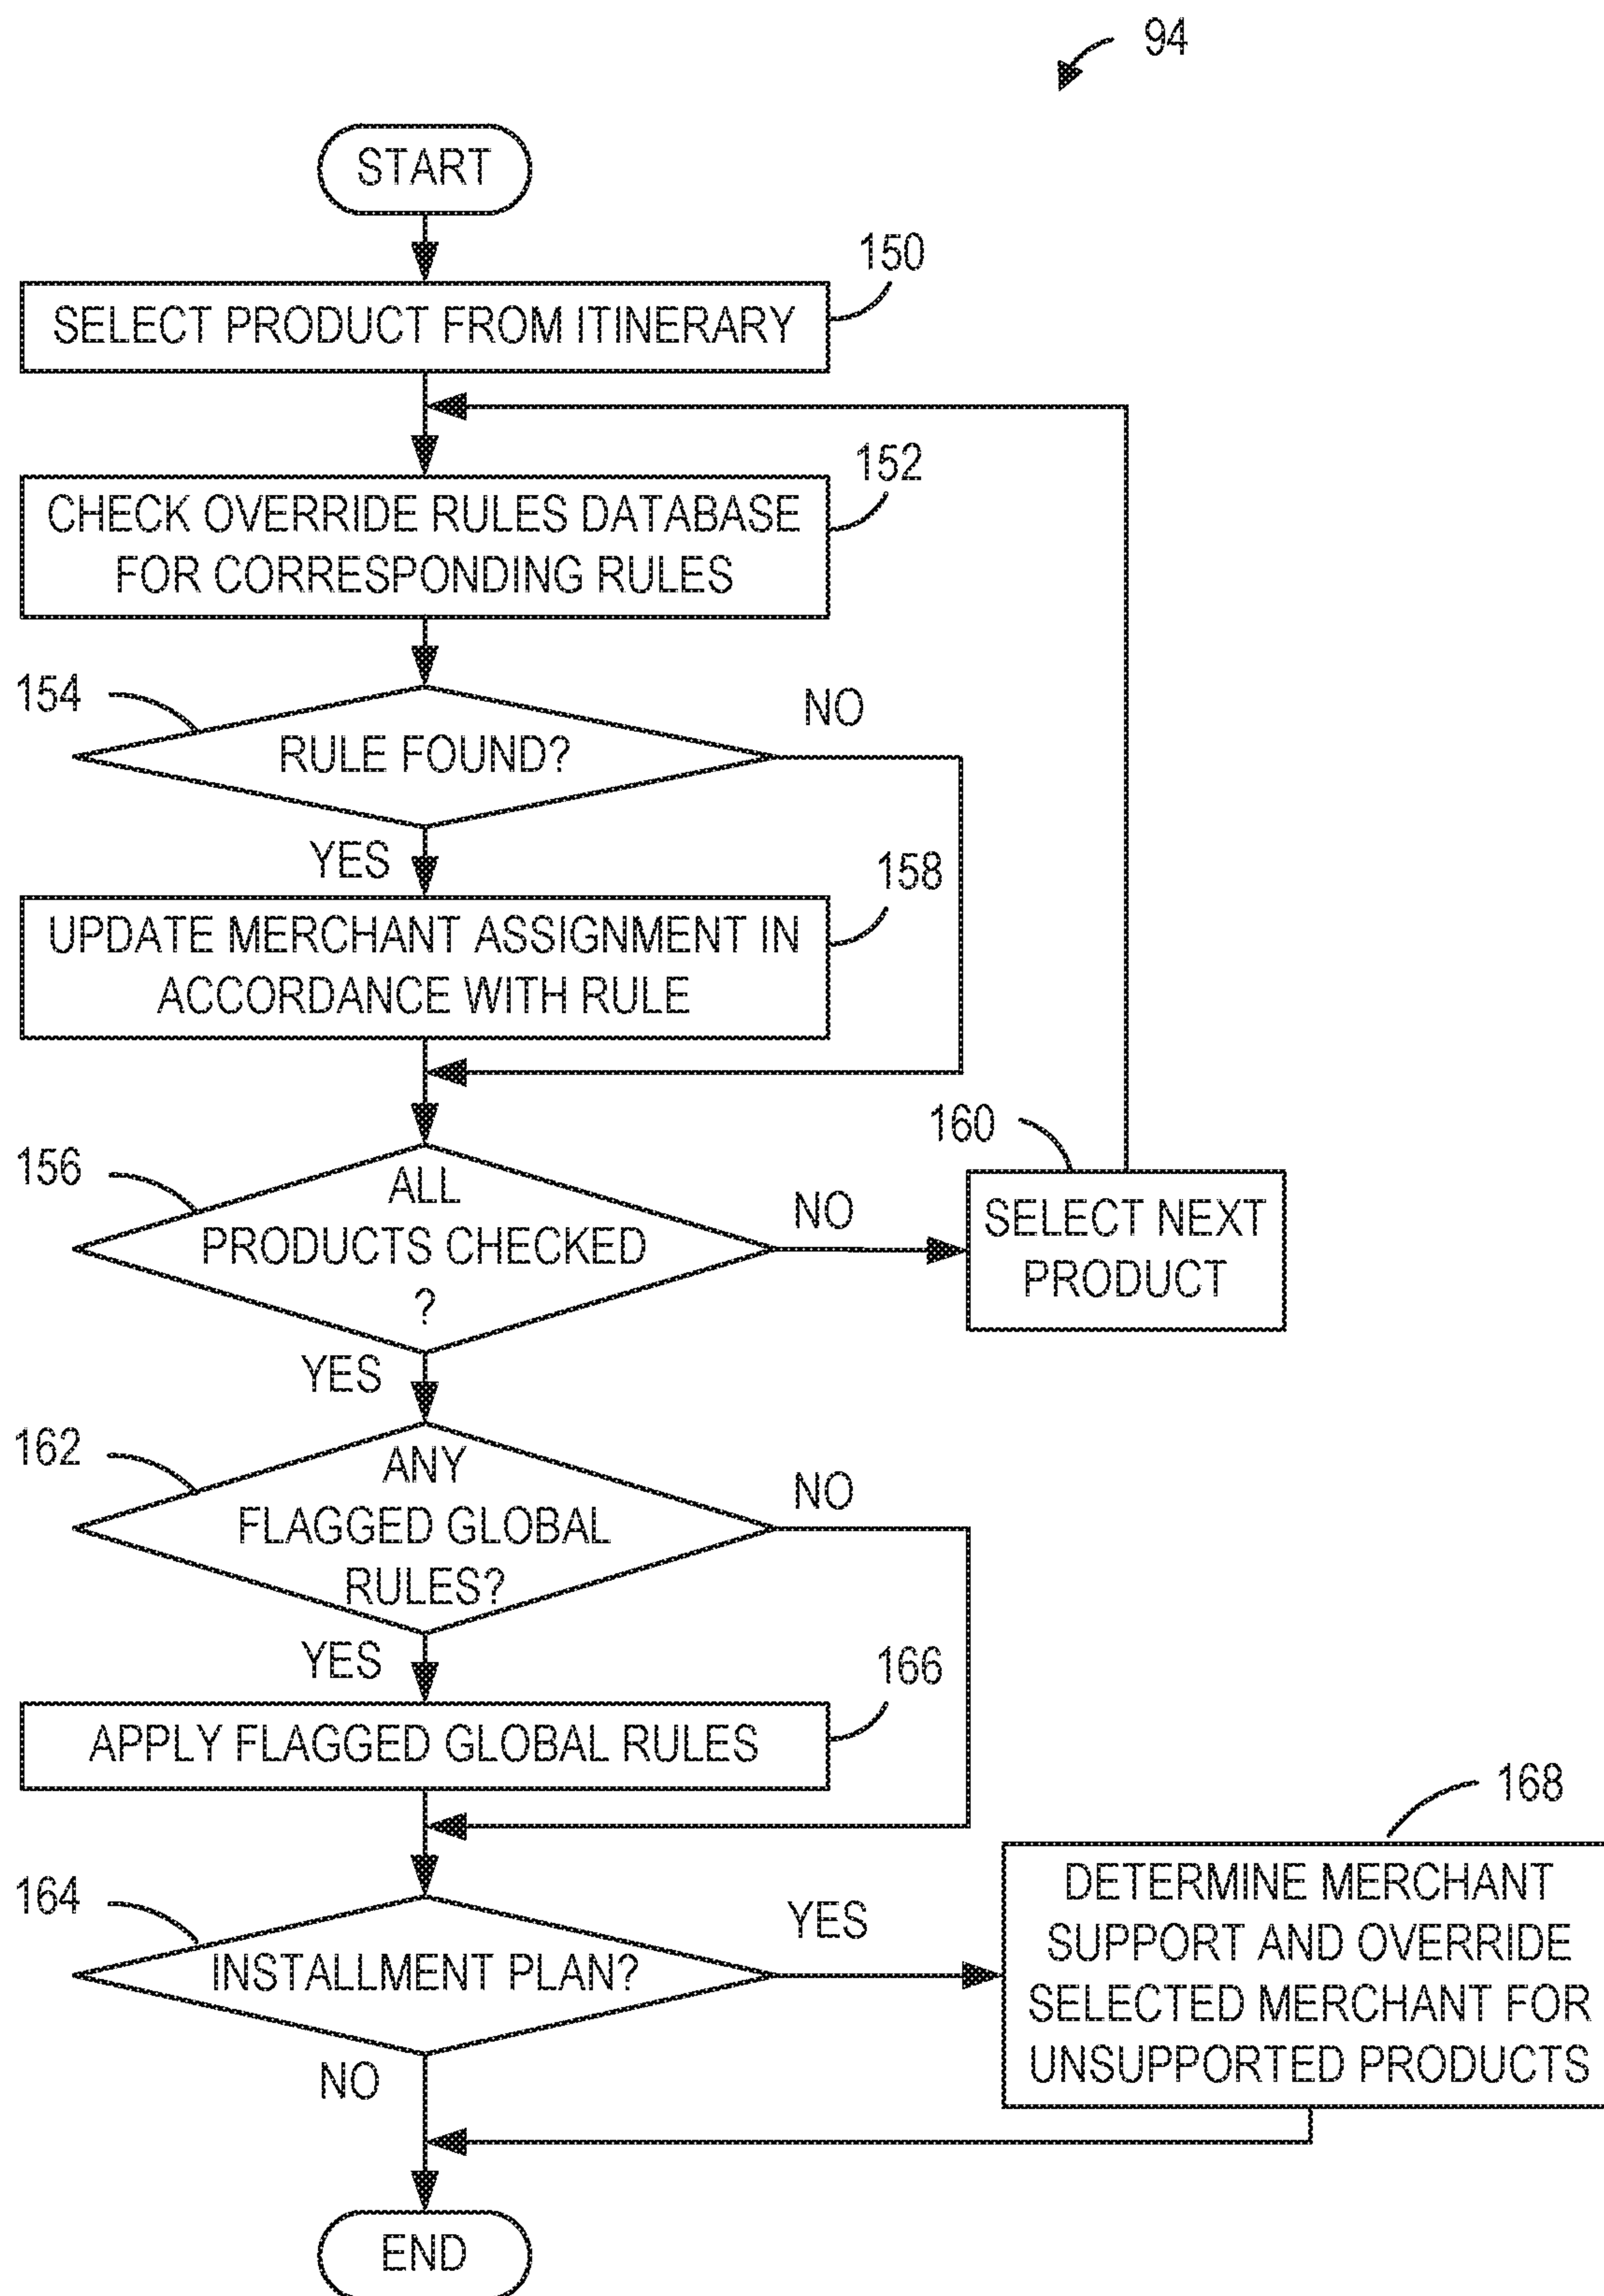 94
START
150
SELECT PRODUCT FROM ITINERARY
152
CHECK OVERRIDE RULES DATABASE
FOR CORRESPONDING RULES
154
NO
RULE FOUND?
YES
158
UPDATE MERCHANT ASSIGNMENT IN
ACCORDANCE WITH RULE
156
ALL
PRODUCTS CHECKED
?
NO
160
SELECT NEXT
PRODUCT
YES
162
ANY
FLAGGED GLOBAL
RULES?
NO
YES
166
APPLY FLAGGED GLOBAL RULES
164
INSTALLMENT PLAN?
YES
168
DETERMINE MERCHANT
SUPPORT AND OVERRIDE
SELECTED MERCHANT FOR
UNSUPPORTED PRODUCTS
NO
END